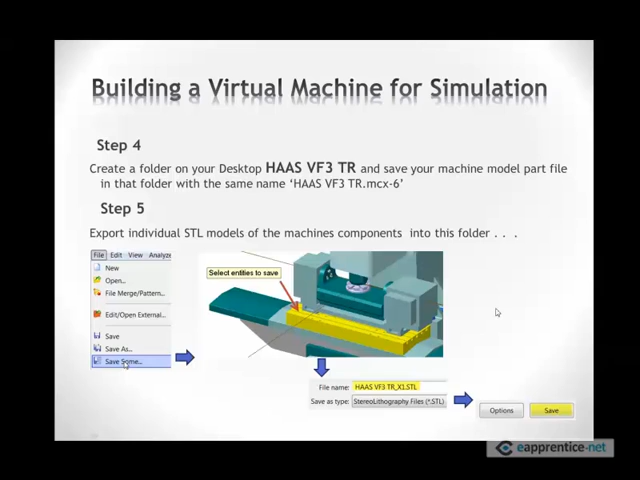 Building a Virtual Machine for Simulation
Step 4
Create a folder on your Desktop HAAS VF3 TR and save your machine model part file
in that folder with the same name ‘HAAS VF3 TR.mcx-6’
Step 5
Export individual STL models of the machines components into this folder . . .
File Edit View Analyze
New
Open...
File Merge/Pattern...
Edit/Open External...
Save
Save As...
Save Some...
Select entities to save
File name: HAAS VF3 TR_X1.STL
Save as type: StereoLithography Files (*.STL)
Options Save
eapprentice.net